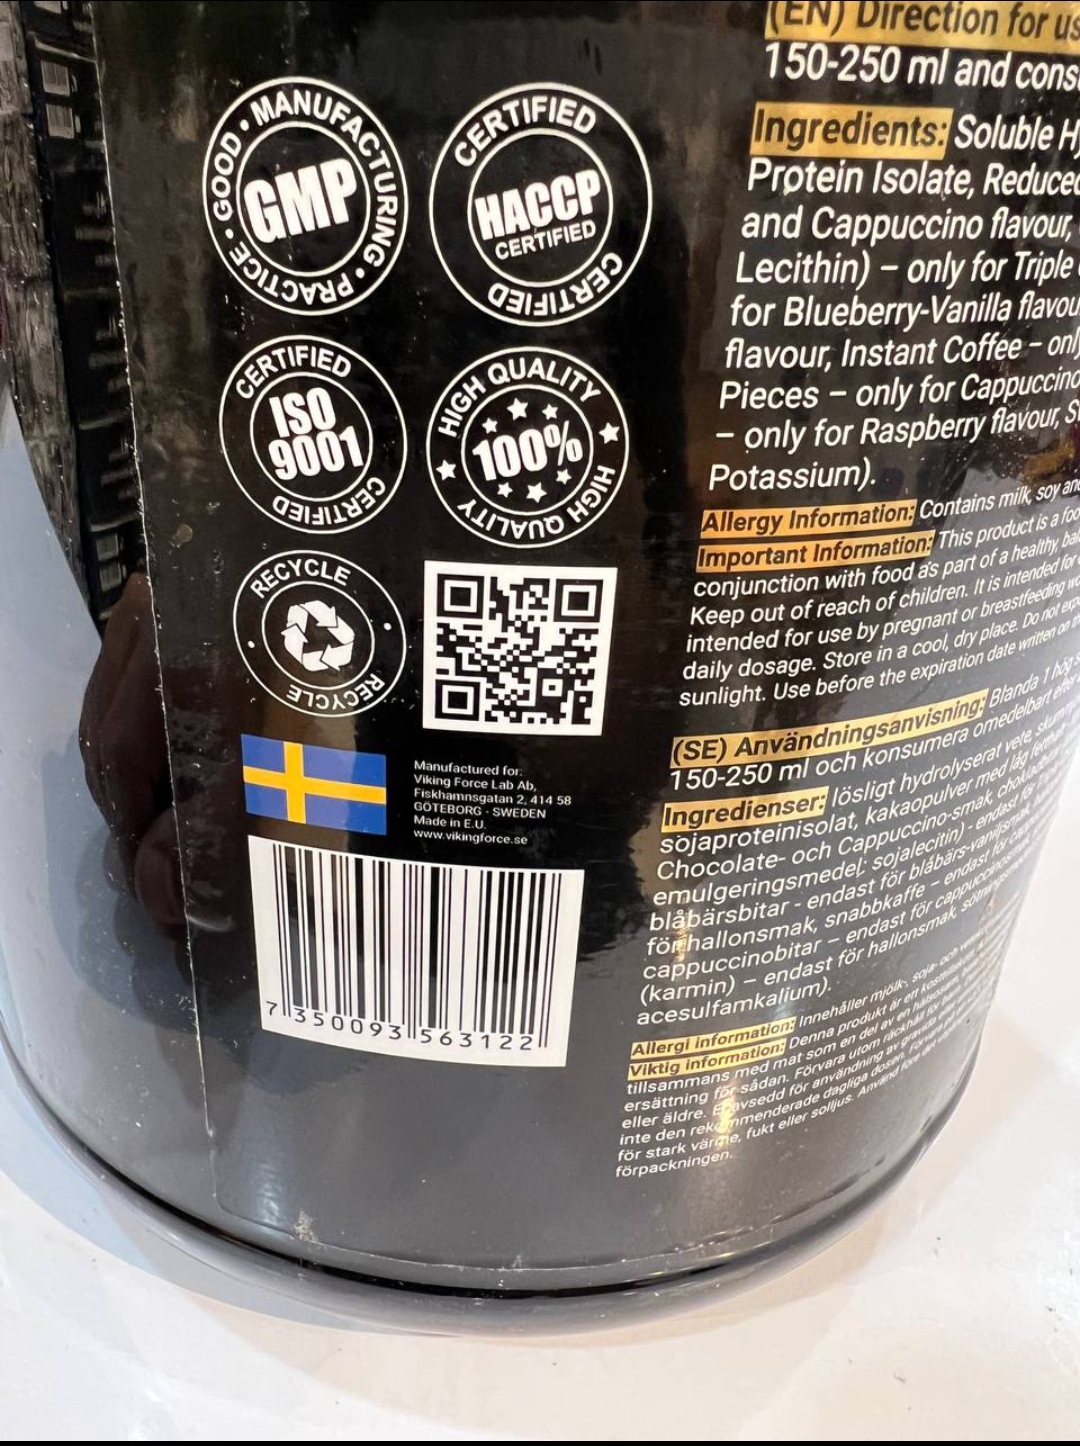 GOOD • MANUFACTURING • PRACTICE •
GMP
CERTIFIED
HACCP
CERTIFIED
CERTIFIED
CERTIFIED
ISO
9001
CERTIFIED
HIGH QUALITY
100%
HIGH QUALITY
RECYCLE
RECYCLE
Manufactured for:
Viking Force Lab Ab,
Fiskhamnsgatan 2, 414 58
GÖTEBORG - SWEDEN
Made in E.U.
www.vikingforce.se
7 350093 563122
(EN) Direction for
150-250 ml and
Ingredients: Soluble
Protein Isolate, Reduced
and Cappuccino flavour,
Lecithin) – only for Triple
for Blueberry-Vanilla
flavour, Instant Coffee –
Pieces – only for Cappuccino
– only for Raspberry flavour,
Potassium).
Allergy Information: Contains milk, soy and
Important Information: This product is a
conjunction with food as part of a healthy,
Keep out of reach of children. It is intended for
intended for use by pregnant or breastfeeding
daily dosage. Store in a cool, dry place. Do not
sunlight. Use before the expiration date written on
(SE) Användningsanvisning: Blanda 1 hög
150-250 ml och konsumera omedelbart efter
Ingredienser: lösligt hydrolyserat vete,
sojaproteinisolat, kakaopulver med låg
Chocolate- och Cappuccino-smak,
emulgeringsmedel: sojalecitin) - endast för
blåbärsbitar - endast för blåbärs-vaniljsmak,
för hallonsmak, snabbkaffe – endast för
cappuccinobitar – endast för cappuccinosmak,
(karmin) – endast för hallonsmak,
acesulfamkalium).
Allergi information: Innehåller mjölk-, soja- och
Viktig information: Denna produkt är ett
tillsammans med mat som en del av en
ersättning för sådan. Förvara utom räckhåll för
eller äldre. Ej avsedd för användning av gravida eller
inte den rekommenderade dagliga dosen.
för stark värme, fukt eller solljus. Använd före
förpackningen.